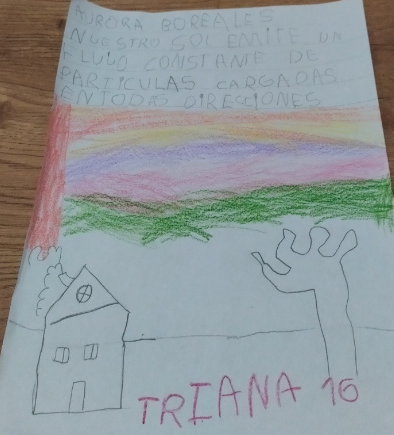 AURORA BOREALES
NUESTRO SOL EMITE UN
FLUJO CONSTANTE DE
PARTICULAS CARGADAS
EN TODAS DIRECCIONES
TRIANA 16